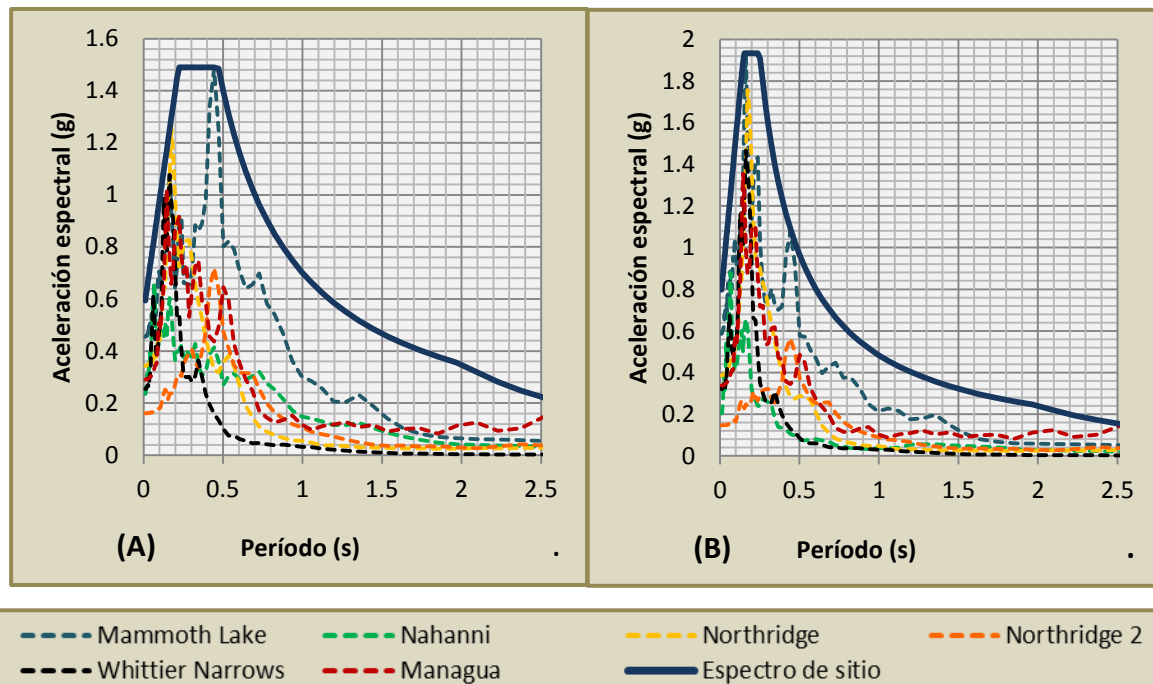 1.6
1.4
1.2
1
0.8
0.6
0.4
0.2
0
Aceleración espectral (g)
0 0.5 1 1.5 2 2.5
(A) Período (s) .
2
1.8
1.6
1.4
1.2
1
0.8
0.6
0.4
0.2
0
Aceleración espectral (g)
0 0.5 1 1.5 2 2.5
(B) Período (s) .
Mammoth Lake Nahanni Northridge Northridge 2
Whittier Narrows Managua Espectro de sitio